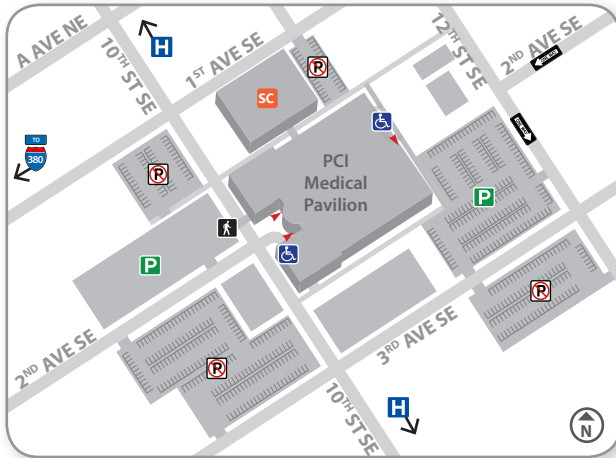 A AVE NE
10TH ST SE
H
1ST AVE SE
12TH ST SE
2ND AVE SE
P
SC
TO
380
P
PCI
Medical
Pavilion
P
P
P
2ND AVE SE
3RD AVE SE
P
H
10TH ST SE
N